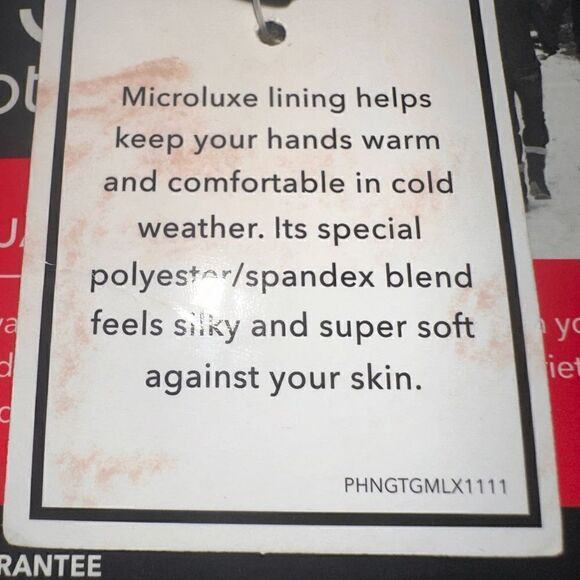 Microluxe lining helps
keep your hands warm
and comfortable in cold
weather. Its special
polyester/spandex blend
feels silky and super soft
against your skin.
PHNGTGMLX1111
RANTEE